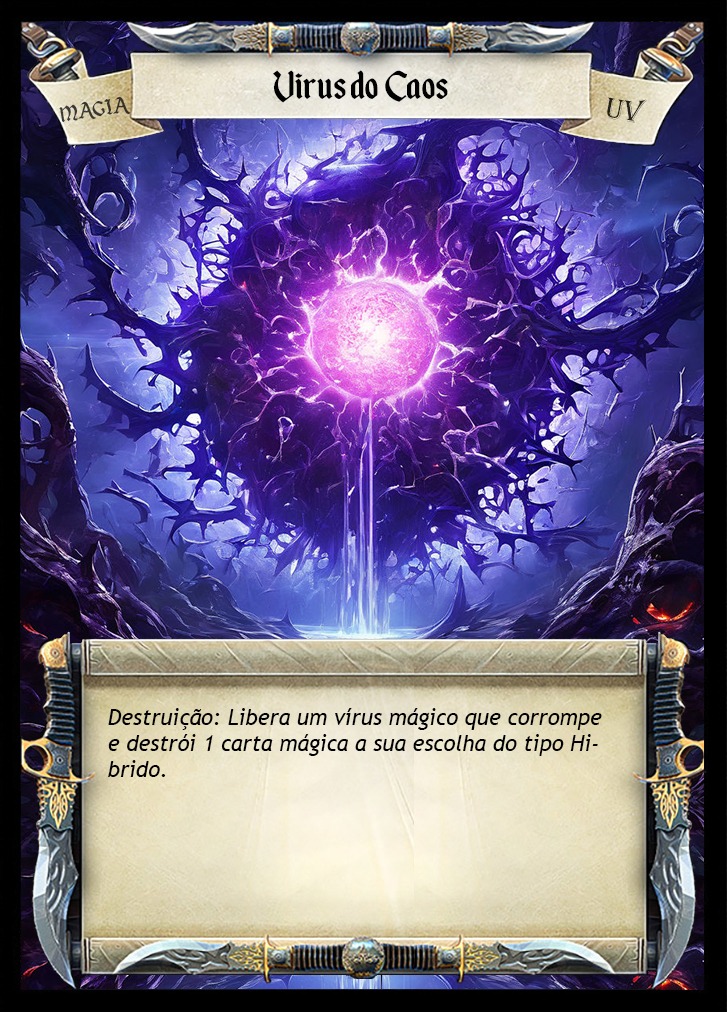 Virus do Caos
MAGIA
UV
Destruição: Libera um vírus mágico que corrompe
e destrói 1 carta mágica a sua escolha do tipo Hi-
brido.